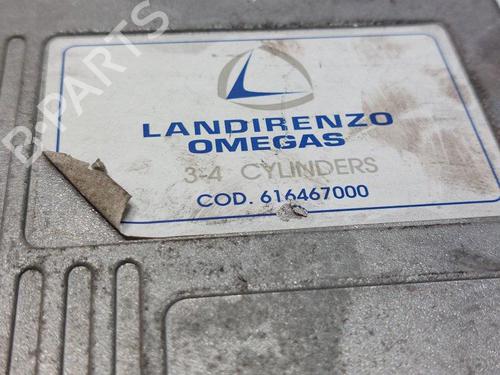 B-PARTS
LANDIRENZO
OMEGAS
3-4 CYLINDERS
COD. 616467000